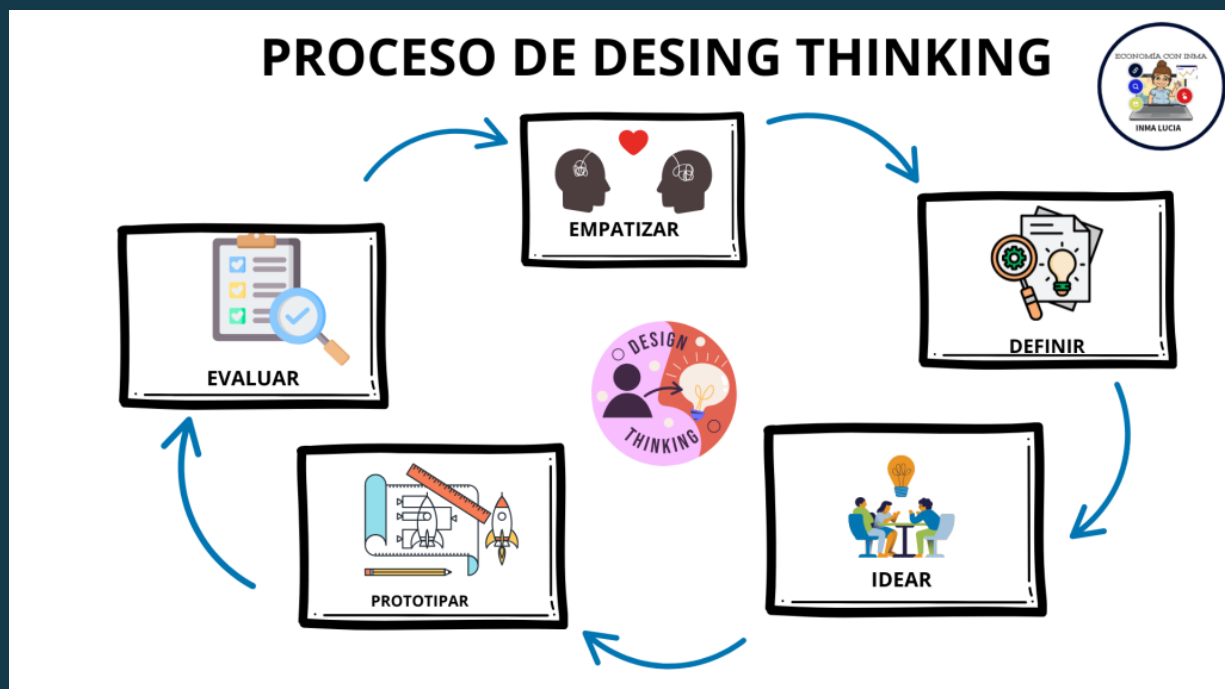 PROCESO DE DESING THINKING
ECONOMÍA CON INMA
INMA LUCIA
EMPATIZAR
DEFINIR
IDEAR
PROTOTIPAR
EVALUAR
DESIGN
THINKING